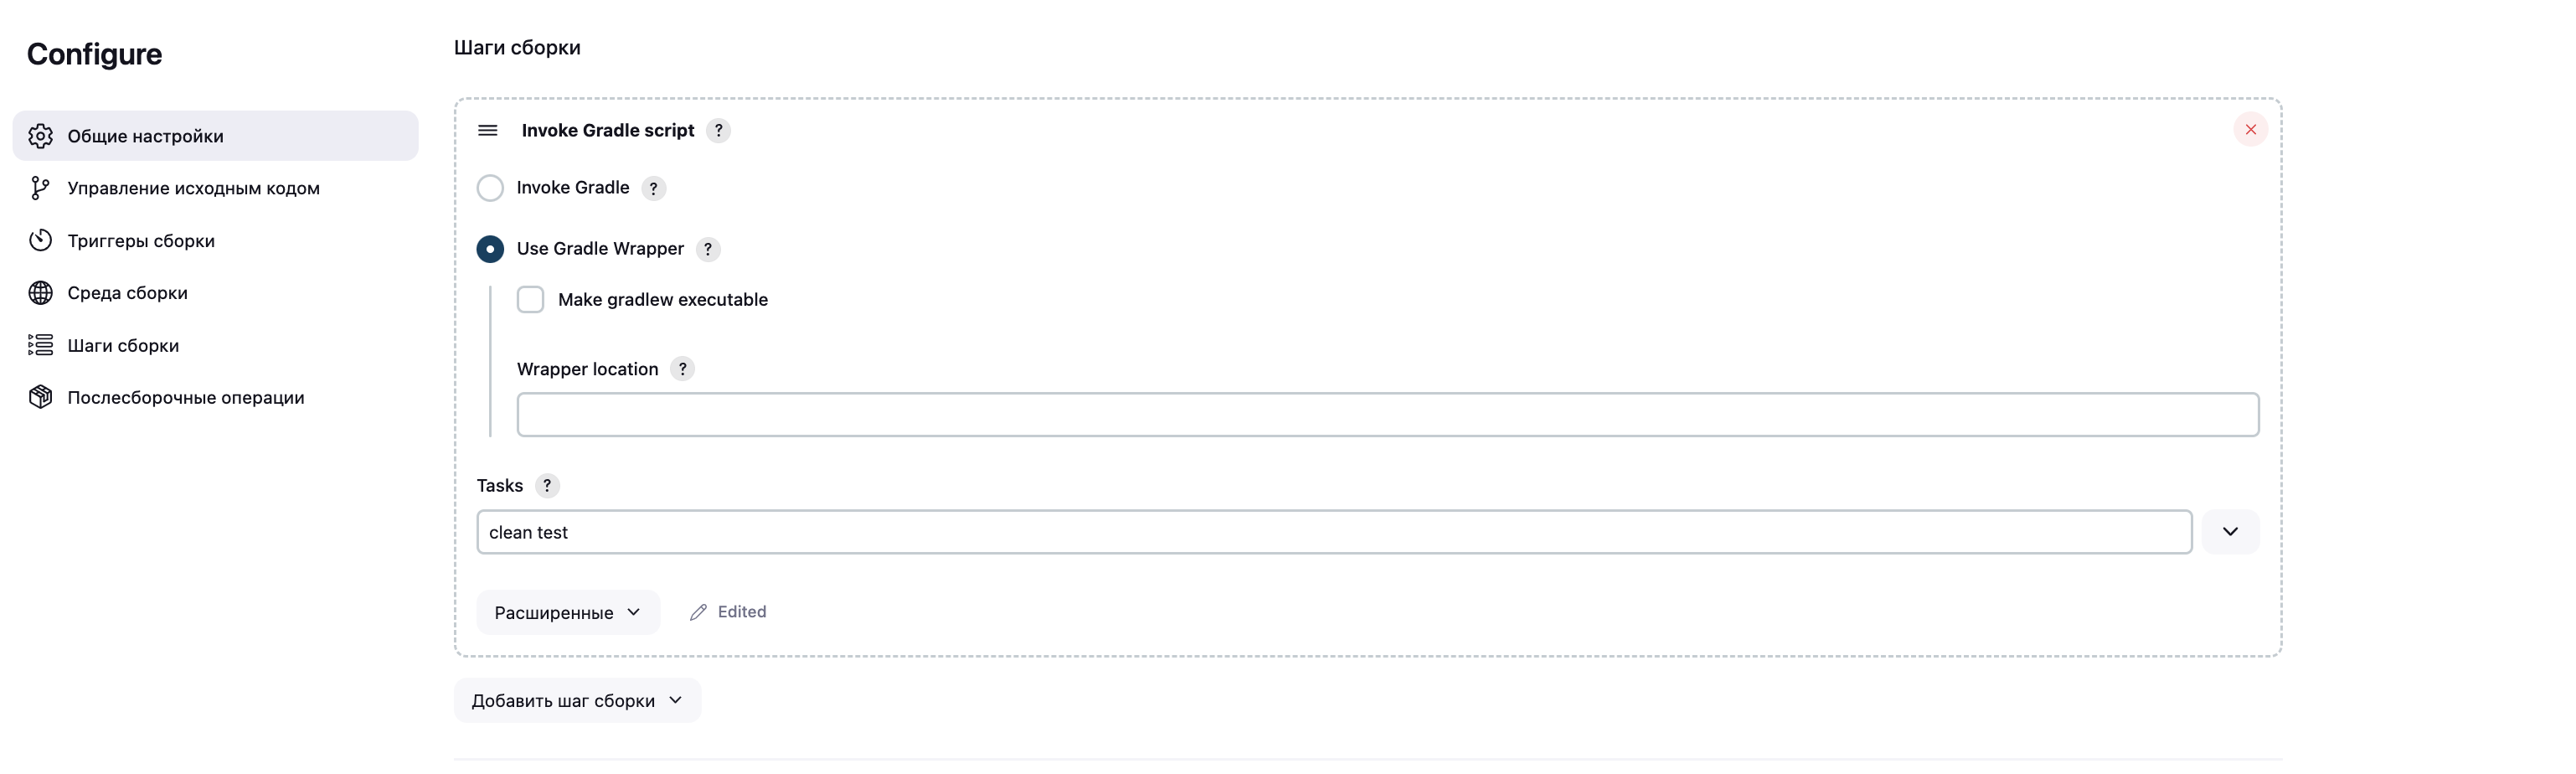 Configure
Общие настройки
Управление исходным кодом
Триггеры сборки
Среда сборки
Шаги сборки
Послесборочные операции
Шаги сборки
Invoke Gradle script ?
Invoke Gradle ?
Use Gradle Wrapper ?
Make gradlew executable
Wrapper location ?
Tasks ?
clean test
Расширенные
Edited
Добавить шаг сборки